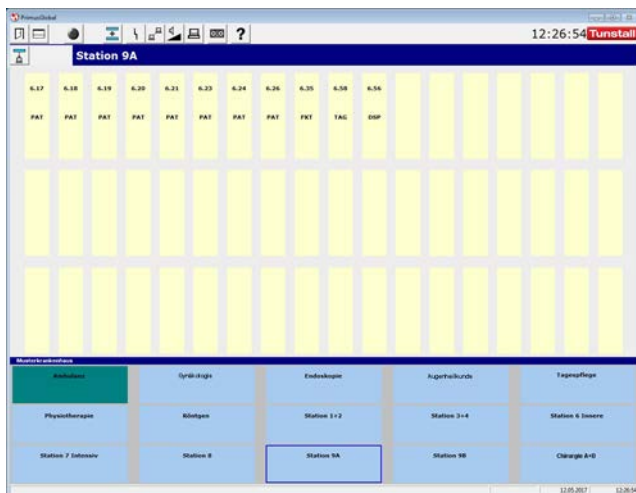 PrimusGlobal
?
12:26:54 Tunstall
Station 9A
6.17 6.18 6.19 6.20 6.21 6.23 6.24 6.26 6.35 6.58 6.56
PAT PAT PAT PAT PAT PAT PAT PAT FKT TAG DSP
Musterkrankenhaus
Ambulanz Gynäkologie Endoskopie Augenheilkunde Tagespflege
Physiotherapie Röntgen Station 1+2 Station 3+4 Station 6 Innere
Station 7 Intensiv Station 8 Station 9A Station 9B Chirurgie A+B
12.05.2017 12:26:54